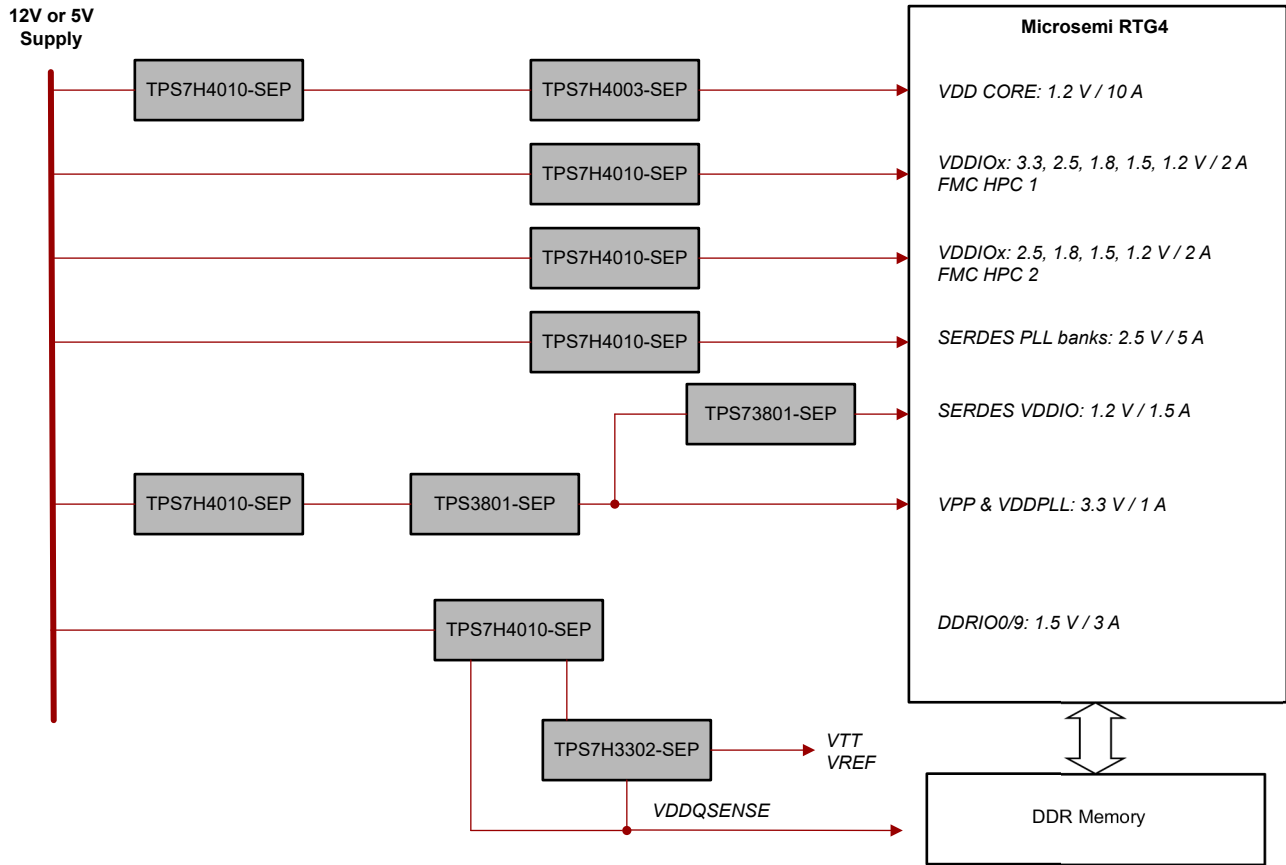 12V or 5V
Supply
Microsemi RTG4
TPS7H4010-SEP
TPS7H4003-SEP
VDD CORE: 1.2 V / 10 A
TPS7H4010-SEP
VDDIOx: 3.3, 2.5, 1.8, 1.5, 1.2 V / 2 A
FMC HPC 1
TPS7H4010-SEP
VDDIOx: 2.5, 1.8, 1.5, 1.2 V / 2 A
FMC HPC 2
TPS7H4010-SEP
SERDES PLL banks: 2.5 V / 5 A
TPS73801-SEP
SERDES VDDIO: 1.2 V / 1.5 A
TPS7H4010-SEP
TPS3801-SEP
VPP & VDDPLL: 3.3 V / 1 A
TPS7H4010-SEP
DDRIO0/9: 1.5 V / 3 A
TPS7H3302-SEP
VTT
VREF
VDDQSENSE
DDR Memory